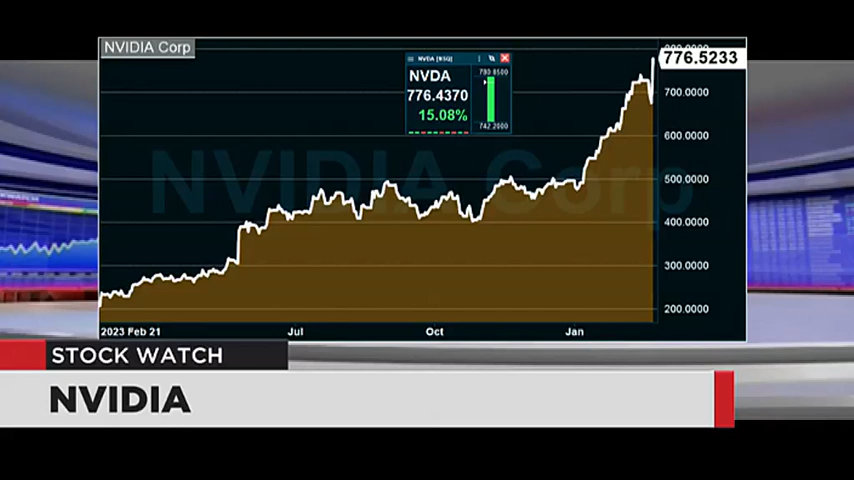 NVIDIA Corp
NVDA [BSQ]
NVDA
776.4370
15.08%
780.8500
742.2000
776.5233
700.0000
600.0000
500.0000
400.0000
300.0000
200.0000
NVIDIA Corp
2023 Feb 21 Jul Oct Jan
STOCK WATCH
NVIDIA